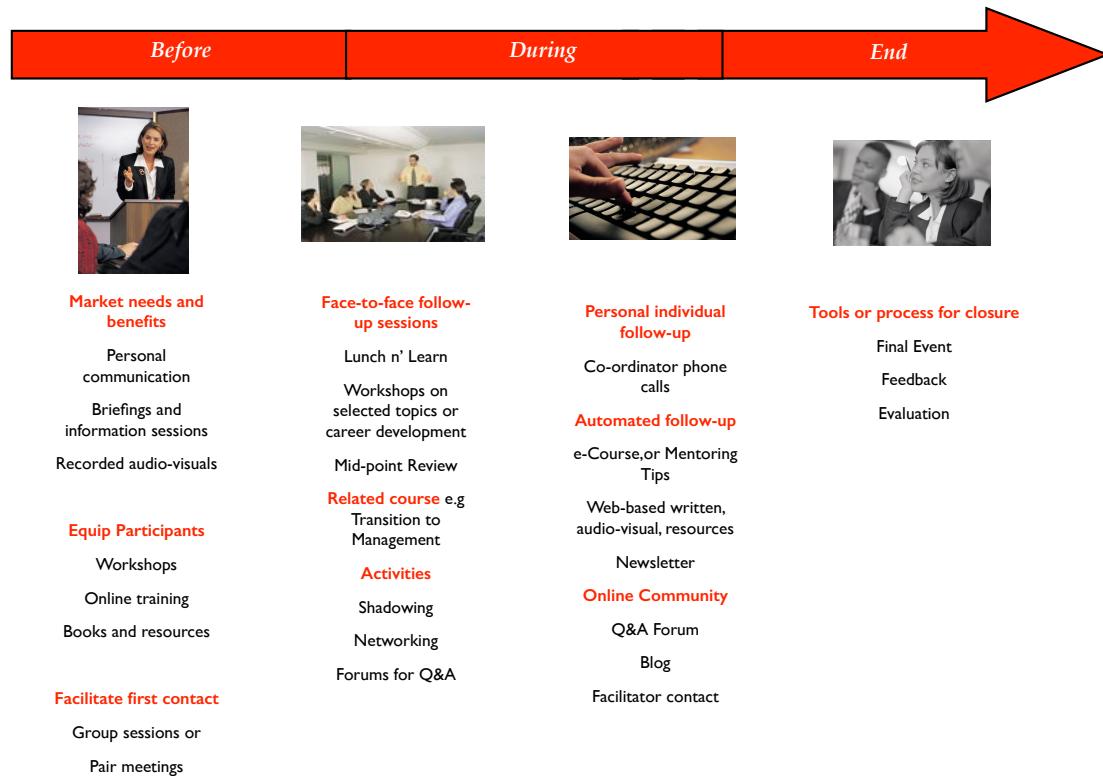 Before
During
End
Market needs and
benefits
Personal
communication
Briefings and
information sessions
Recorded audio-visuals
Equip Participants
Workshops
Online training
Books and resources
Facilitate first contact
Group sessions or
Pair meetings
Face-to-face follow-
up sessions
Lunch n' Learn
Workshops on
selected topics or
career development
Mid-point Review
Related course e.g
Transition to
Management
Activities
Shadowing
Networking
Forums for Q&A
Personal individual
follow-up
Co-ordinator phone
calls
Automated follow-up
e-Course,or Mentoring
Tips
Web-based written,
audio-visual, resources
Newsletter
Online Community
Q&A Forum
Blog
Facilitator contact
Tools or process for closure
Final Event
Feedback
Evaluation